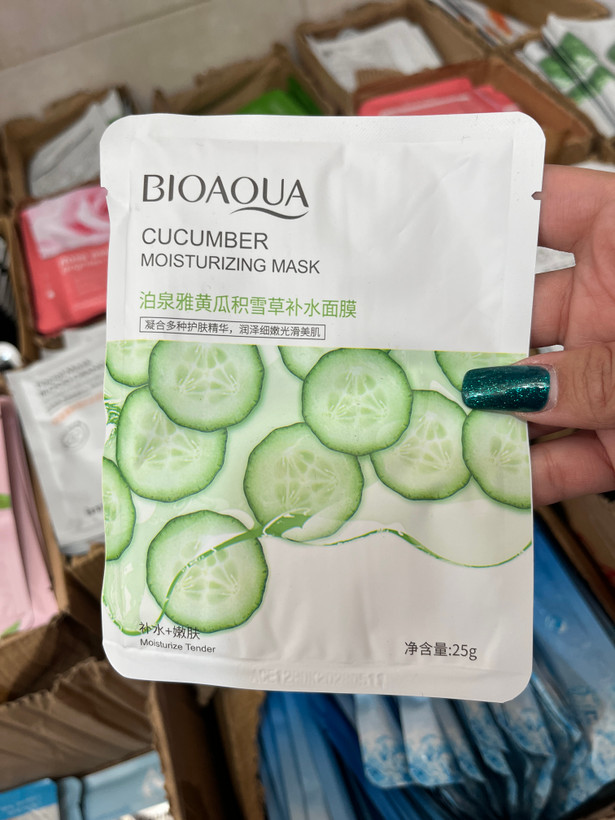 BIOAQUA
CUCUMBER
MOISTURIZING MASK
泊泉雅黄瓜积雪草补水面膜
凝合多种护肤精华，润泽细嫩光滑美肌
补水+嫩肤
Moisturize Tender
净含量:25g